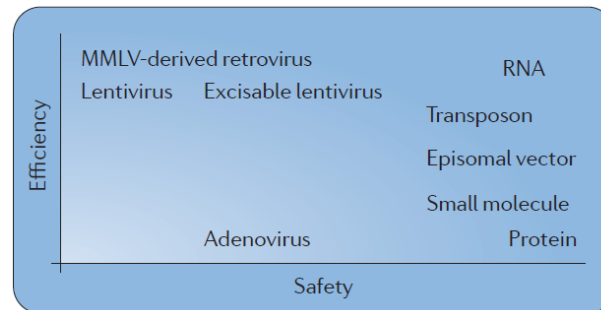 MMLV-derived retrovirus
RNA
Lentivirus Excisable lentivirus
Transposon
Episomal vector
Small molecule
Adenovirus Protein
Efficiency
Safety